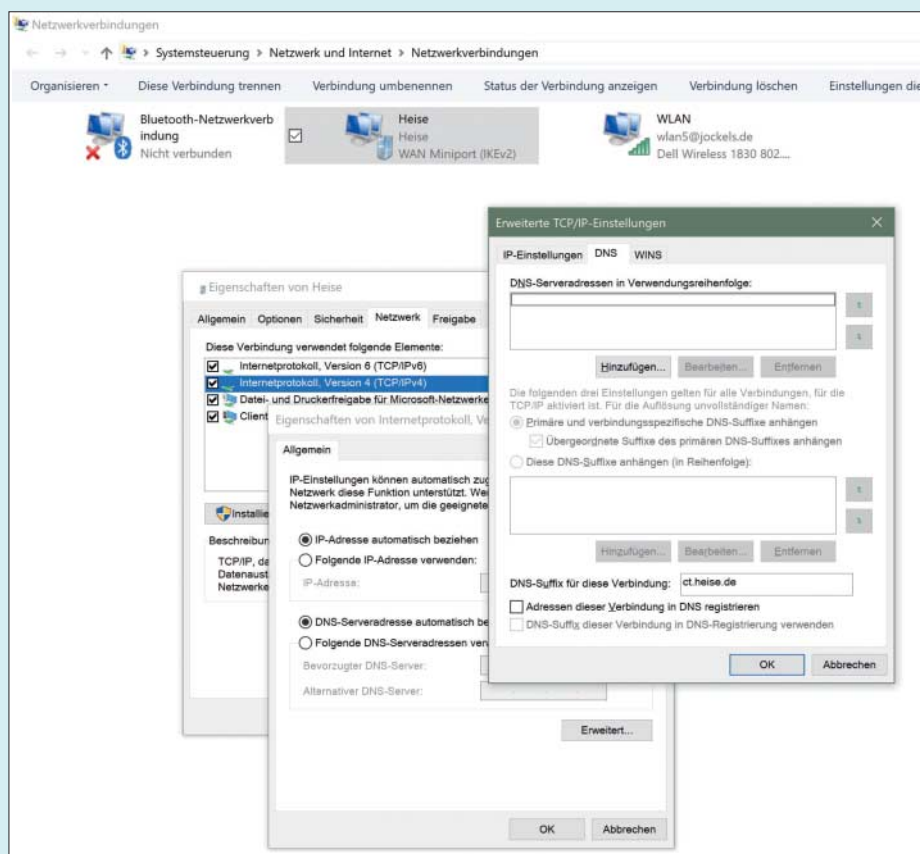 Netzwerkverbindungen
Systemsteuerung > Netzwerk und Internet > Netzwerkverbindungen
Organisieren
Diese Verbindung trennen
Verbindung umbenennen
Status der Verbindung anzeigen
Verbindung löschen
Einstellungen die
Bluetooth-Netzwerkverb
indung
Nicht verbunden
Heise
Heise
WAN Miniport (IKEv2)
WLAN
wlan5@jockels.de
Dell Wireless 1830 802....
Eigenschaften von Heise
Allgemein Optionen Sicherheit Netzwerk Freigabe
Diese Verbindung verwendet folgende Elemente:
Internetprotokoll, Version 6 (TCP/IPv6)
Internetprotokoll, Version 4 (TCP/IPv4)
Datei- und Druckerfreigabe für Microsoft-Netzwerke
Client
Installie
Beschreibun
TCP/IP, da
Datenaust
Netzwerke
Eigenschaften von Internetprotokoll, Ve
Allgemein
IP-Einstellungen können automatisch zug
Netzwerk diese Funktion unterstützt. We
Netzwerkadministrator, um die geeignete
IP-Adresse automatisch beziehen
Folgende IP-Adresse verwenden:
IP-Adresse:
DNS-Serveradresse automatisch be
Folgende DNS-Serveradressen ver
Bevorzugter DNS-Server:
Alternativer DNS-Server:
Erweitert...
OK Abbrechen
Erweiterte TCP/IP-Einstellungen
IP-Einstellungen DNS WINS
DNS-Serveradressen in Verwendungsreihenfolge:
Hinzufügen... Bearbeiten... Entfernen
Die folgenden drei Einstellungen gelten für alle Verbindungen, für die
TCP/IP aktiviert ist. Für die Auflösung unvollständiger Namen:
Primäre und verbindungsspezifische DNS-Suffixe anhängen
Übergeordnete Suffixe des primären DNS-Suffixes anhängen
Diese DNS-Suffixe anhängen (in Reihenfolge):
Hinzufügen... Bearbeiten... Entfernen
DNS-Suffix für diese Verbindung: ct.heise.de
Adressen dieser Verbindung in DNS registrieren
DNS-Suffix dieser Verbindung in DNS-Registrierung verwenden
OK Abbrechen